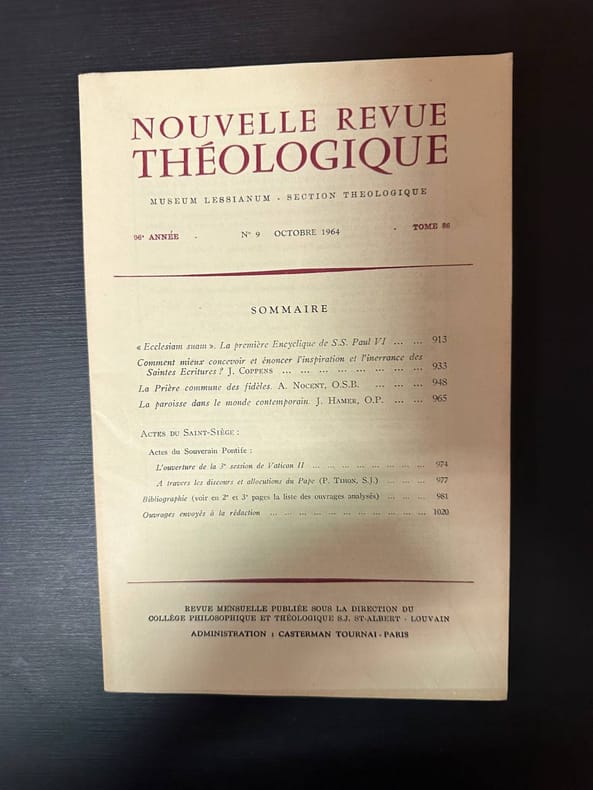 NOUVELLE REVUE
THÉOLOGIQUE
MUSEUM LESSIANUM - SECTION THEOLOGIQUE
96e ANNÉE - N° 9 OCTOBRE 1964 - TOME 86
SOMMAIRE
« Ecclesiam suam ». La première Encyclique de S.S. Paul VI ... ... 913
Comment mieux concevoir et énoncer l'inspiration et l'inerrance des
Saintes Ecritures ? J. COPPENS ... ... ... ... ... ... ... ... ... 933
La Prière commune des fidèles. A. NOCENT, O.S.B. ... ... ... 948
La paroisse dans le monde contemporain. J. HAMER, O.P. ... ... 965
ACTES DU SAINT-SIÈGE :
Actes du Souverain Pontife :
L'ouverture de la 3e session de Vatican II ... ... ... ... ... ... ... ... 974
A travers les discours et allocutions du Pape (P. TIHON, S.J.) ... ... ... 977
Bibliographie (voir en 2e et 3e pages la liste des ouvrages analysés) ... ... ... 981
Ouvrages envoyés à la rédaction ... ... ... ... ... ... ... ... ... ... ... ... 1020
REVUE MENSUELLE PUBLIÉE SOUS LA DIRECTION DU
COLLÈGE PHILOSOPHIQUE ET THÉOLOGIQUE S.J. ST-ALBERT - LOUVAIN
ADMINISTRATION : CASTERMAN TOURNAI - PARIS